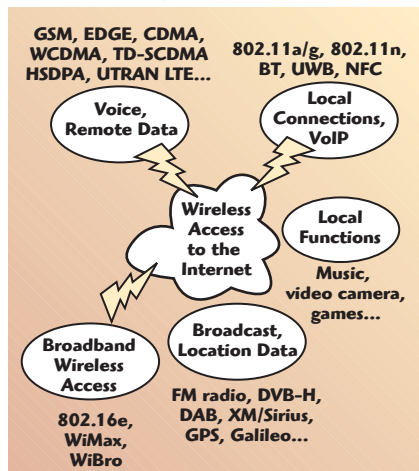 GSM, EDGE, CDMA,
WCDMA, TD-SCDMA
HSDPA, UTRAN LTE...
Voice,
Remote Data
802.11a/g, 802.11n,
BT, UWB, NFC
Local
Connections,
VoIP
Wireless
Access
to the
Internet
Local
Functions
Music,
video camera,
games...
Broadband
Wireless
Access
802.16e,
WiMax,
WiBro
Broadcast,
Location Data
FM radio, DVB-H,
DAB, XM/Sirius,
GPS, Galileo...